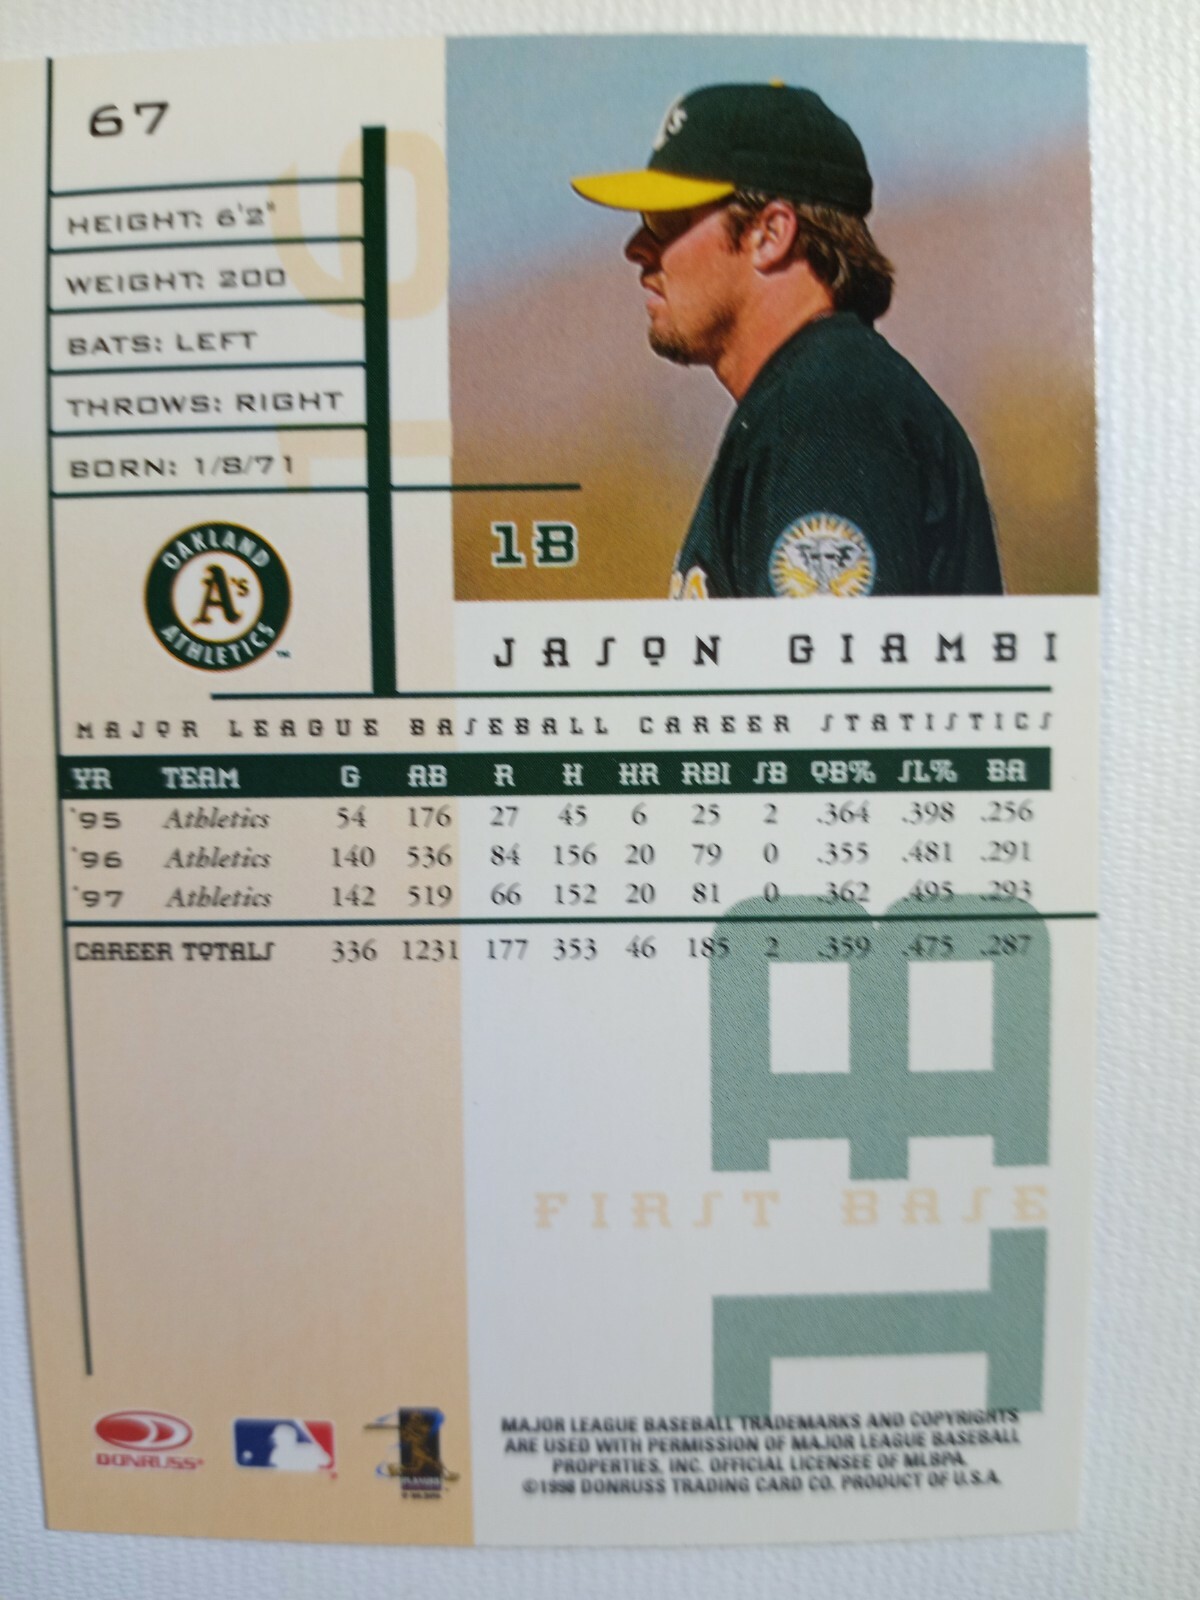 67
HEIGHT: 6'2"
WEIGHT: 200
BATS: LEFT
THROWS: RIGHT
BORN: 1/8/71
A's
1B
OAKLAND
A's
ATHLETICS
™
JASON GIAMBI
MAJOR LEAGUE BASEBALL CAREER STATISTICS
YR TEAM G AB R H HR RBI SB OB% SL% BA
'95 Athletics 54 176 27 45 6 25 2 .364 .398 .256
'96 Athletics 140 536 84 156 20 79 0 .355 .481 .291
'97 Athletics 142 519 66 152 20 81 0 .362 .495 .293
CAREER TOTALS 336 1231 177 353 46 185 2 .359 .475 .287
FIRST BASE
1B
DONRUSS®
MAJOR LEAGUE BASEBALL TRADEMARKS AND COPYRIGHTS
ARE USED WITH PERMISSION OF MAJOR LEAGUE BASEBALL
PROPERTIES, INC. OFFICIAL LICENSEE OF MLBPA.
©1998 DONRUSS TRADING CARD CO. PRODUCT OF U.S.A.